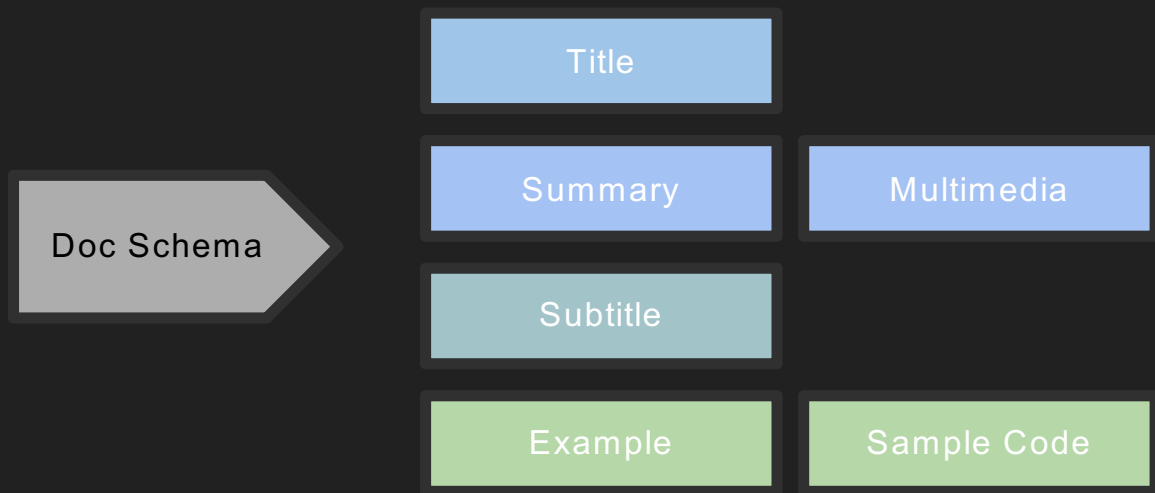 Title
Summary
Multimedia
Doc Schema
Subtitle
Example
Sample Code